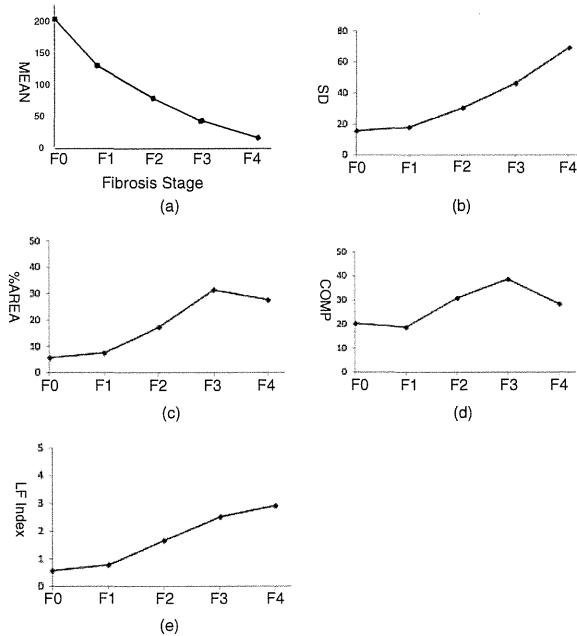 200
150
100
50
0
MEAN
F0 F1 F2 F3 F4
Fibrosis Stage
(a)
80
60
40
20
0
SD
F0 F1 F2 F3 F4
(b)
50
40
30
20
10
0
%AREA
F0 F1 F2 F3 F4
(c)
50
40
30
20
10
0
COMP
F0 F1 F2 F3 F4
(d)
5
4
3
2
1
0
LF Index
F0 F1 F2 F3 F4
(e)